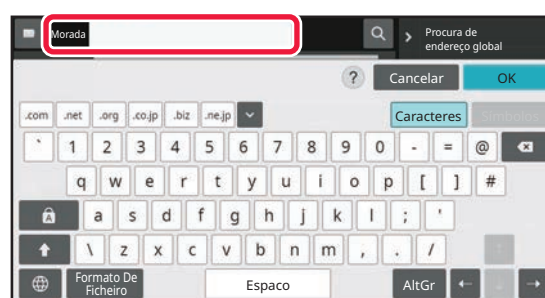 Morada
Procura de
endereço global
? Cancelar OK
.com .net .org .co.jp .biz .ne.jp Caracteres Símbolos
` 1 2 3 4 5 6 7 8 9 0 - = @
q w e r t y u i o p [ ] #
A a s d f g h j k l ; '
\ z x c v b n m , . /
Formato De
Ficheiro
Espaco AltGr